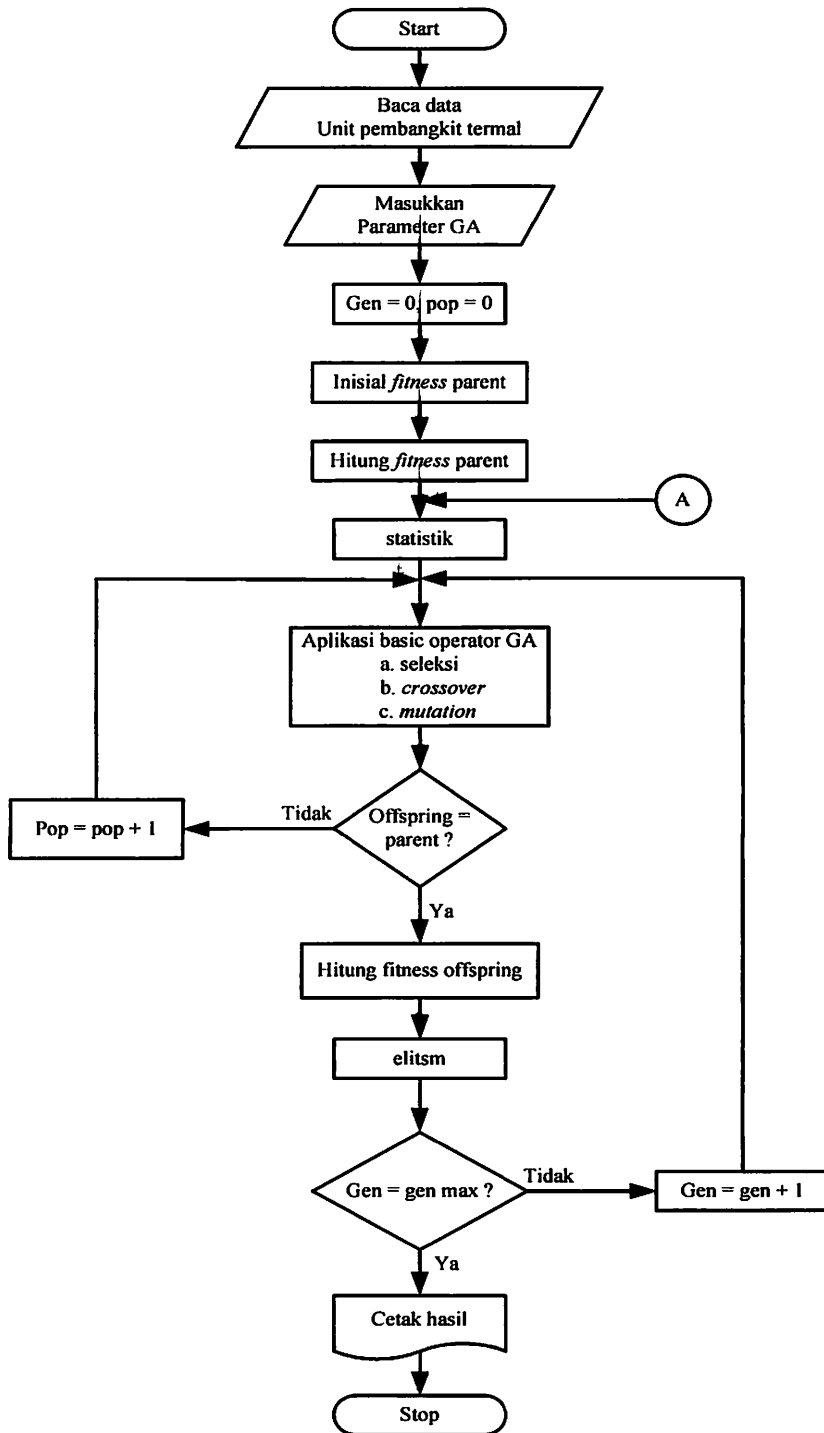 Start
Baca data
Unit pembangkit termal
Masukkan
Parameter GA
Gen = 0, pop = 0
Inisial fitness parent
Hitung fitness parent
A
statistik
Aplikasi basic operator GA
a. seleksi
b. crossover
c. mutation
Pop = pop + 1
Tidak
Offspring =
parent ?
Ya
Hitung fitness offspring
elitsm
Gen = gen max ?
Tidak
Gen = gen + 1
Ya
Cetak hasil
Stop